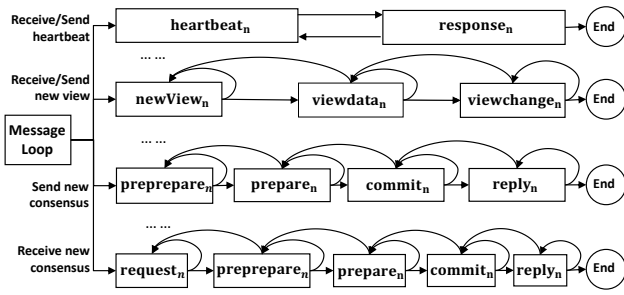 Receive/Send
heartbeat
heartbeatₙ
responseₙ
End
... ...
Receive/Send
new view
newViewₙ
viewdataₙ
viewchangeₙ
End
Message
Loop
... ...
Send new
consensus
preprepareₙ
prepareₙ
commitₙ
replyₙ
End
... ...
Receive new
consensus
requestₙ
preprepareₙ
prepareₙ
commitₙ
replyₙ
End